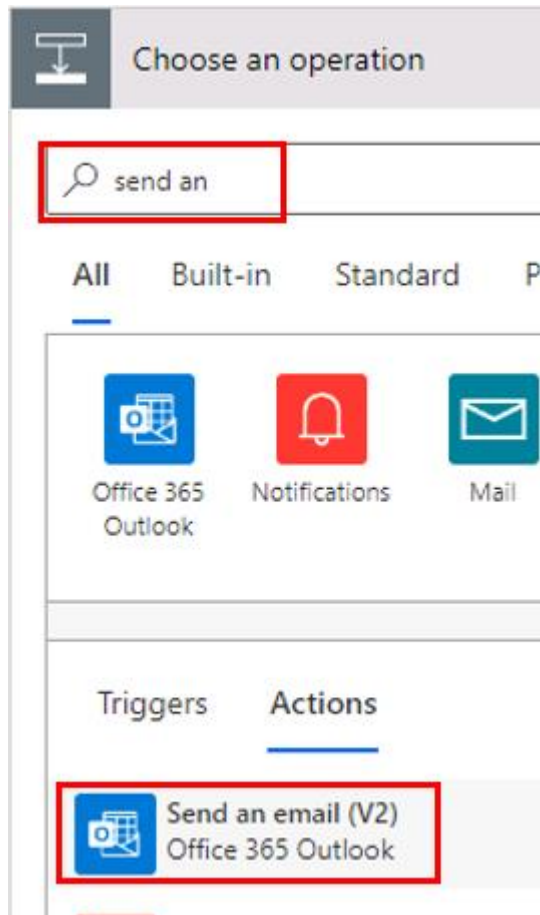 Choose an operation
send an
All Built-in Standard P
Office 365 Notifications Mail
Outlook
Triggers Actions
Send an email (V2)
Office 365 Outlook